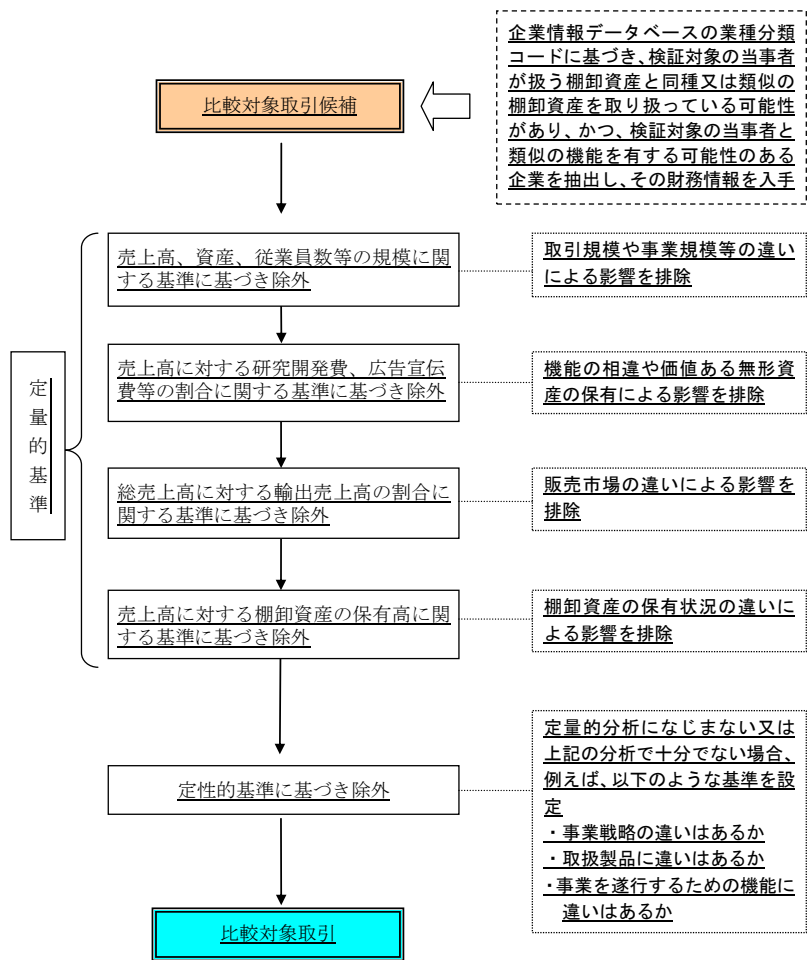 企業情報データベースの業種分類
コードに基づき、検証対象の当事者
が扱う棚卸資産と同種又は類似の
棚卸資産を取り扱っている可能性
があり、かつ、検証対象の当事者と
類似の機能を有する可能性のある
企業を抽出し、その財務情報を入手
比較対象取引候補
定量的基準
売上高、資産、従業員数等の規模に関
する基準に基づき除外
取引規模や事業規模等の違い
による影響を排除
売上高に対する研究開発費、広告宣伝
費等の割合に関する基準に基づき除外
機能の相違や価値ある無形資
産の保有による影響を排除
総売上高に対する輸出売上高の割合に
関する基準に基づき除外
販売市場の違いによる影響を
排除
売上高に対する棚卸資産の保有高に関
する基準に基づき除外
棚卸資産の保有状況の違いに
よる影響を排除
定性的基準に基づき除外
定量的分析になじまない又は
上記の分析で十分でない場合、
例えば、以下のような基準を設
定
・事業戦略の違いはあるか
・取扱製品に違いはあるか
・事業を遂行するための機能に
違いはあるか
比較対象取引